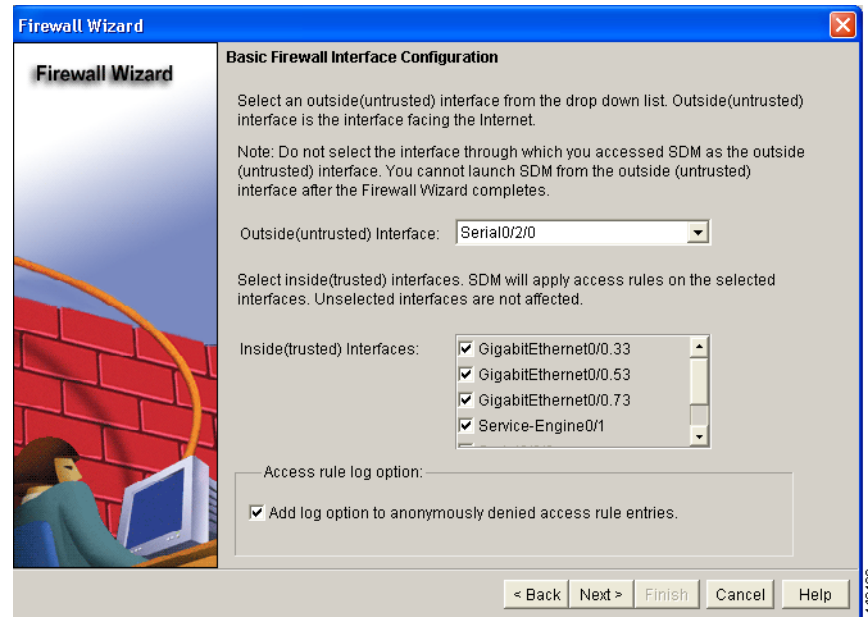 Firewall Wizard
Firewall Wizard
Basic Firewall Interface Configuration
Select an outside(untrusted) interface from the drop down list. Outside(untrusted)
interface is the interface facing the Internet.
Note: Do not select the interface through which you accessed SDM as the outside
(untrusted) interface. You cannot launch SDM from the outside (untrusted)
interface after the Firewall Wizard completes.
Outside(untrusted) Interface: Serial0/2/0
Select inside(trusted) interfaces. SDM will apply access rules on the selected
interfaces. Unselected interfaces are not affected.
Inside(trusted) Interfaces: GigabitEthernet0/0.33
GigabitEthernet0/0.53
GigabitEthernet0/0.73
Service-Engine0/1
Access rule log option:
Add log option to anonymously denied access rule entries.
< Back Next > Finish Cancel Help